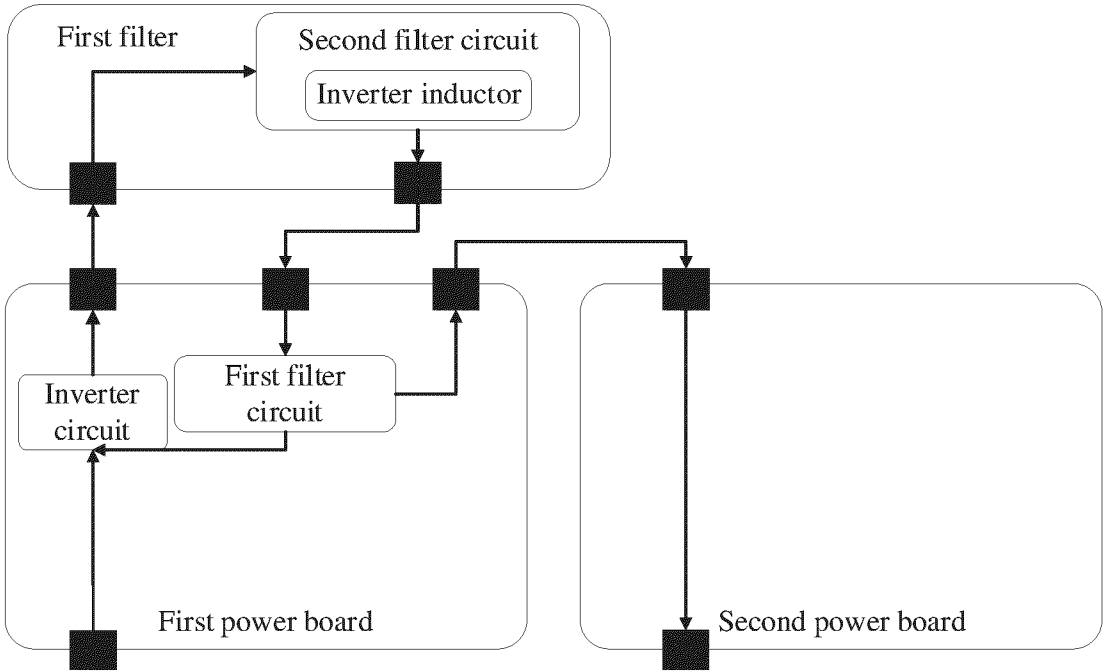 First filter
Second filter circuit
Inverter inductor
Inverter
circuit
First filter
circuit
First power board
Second power board